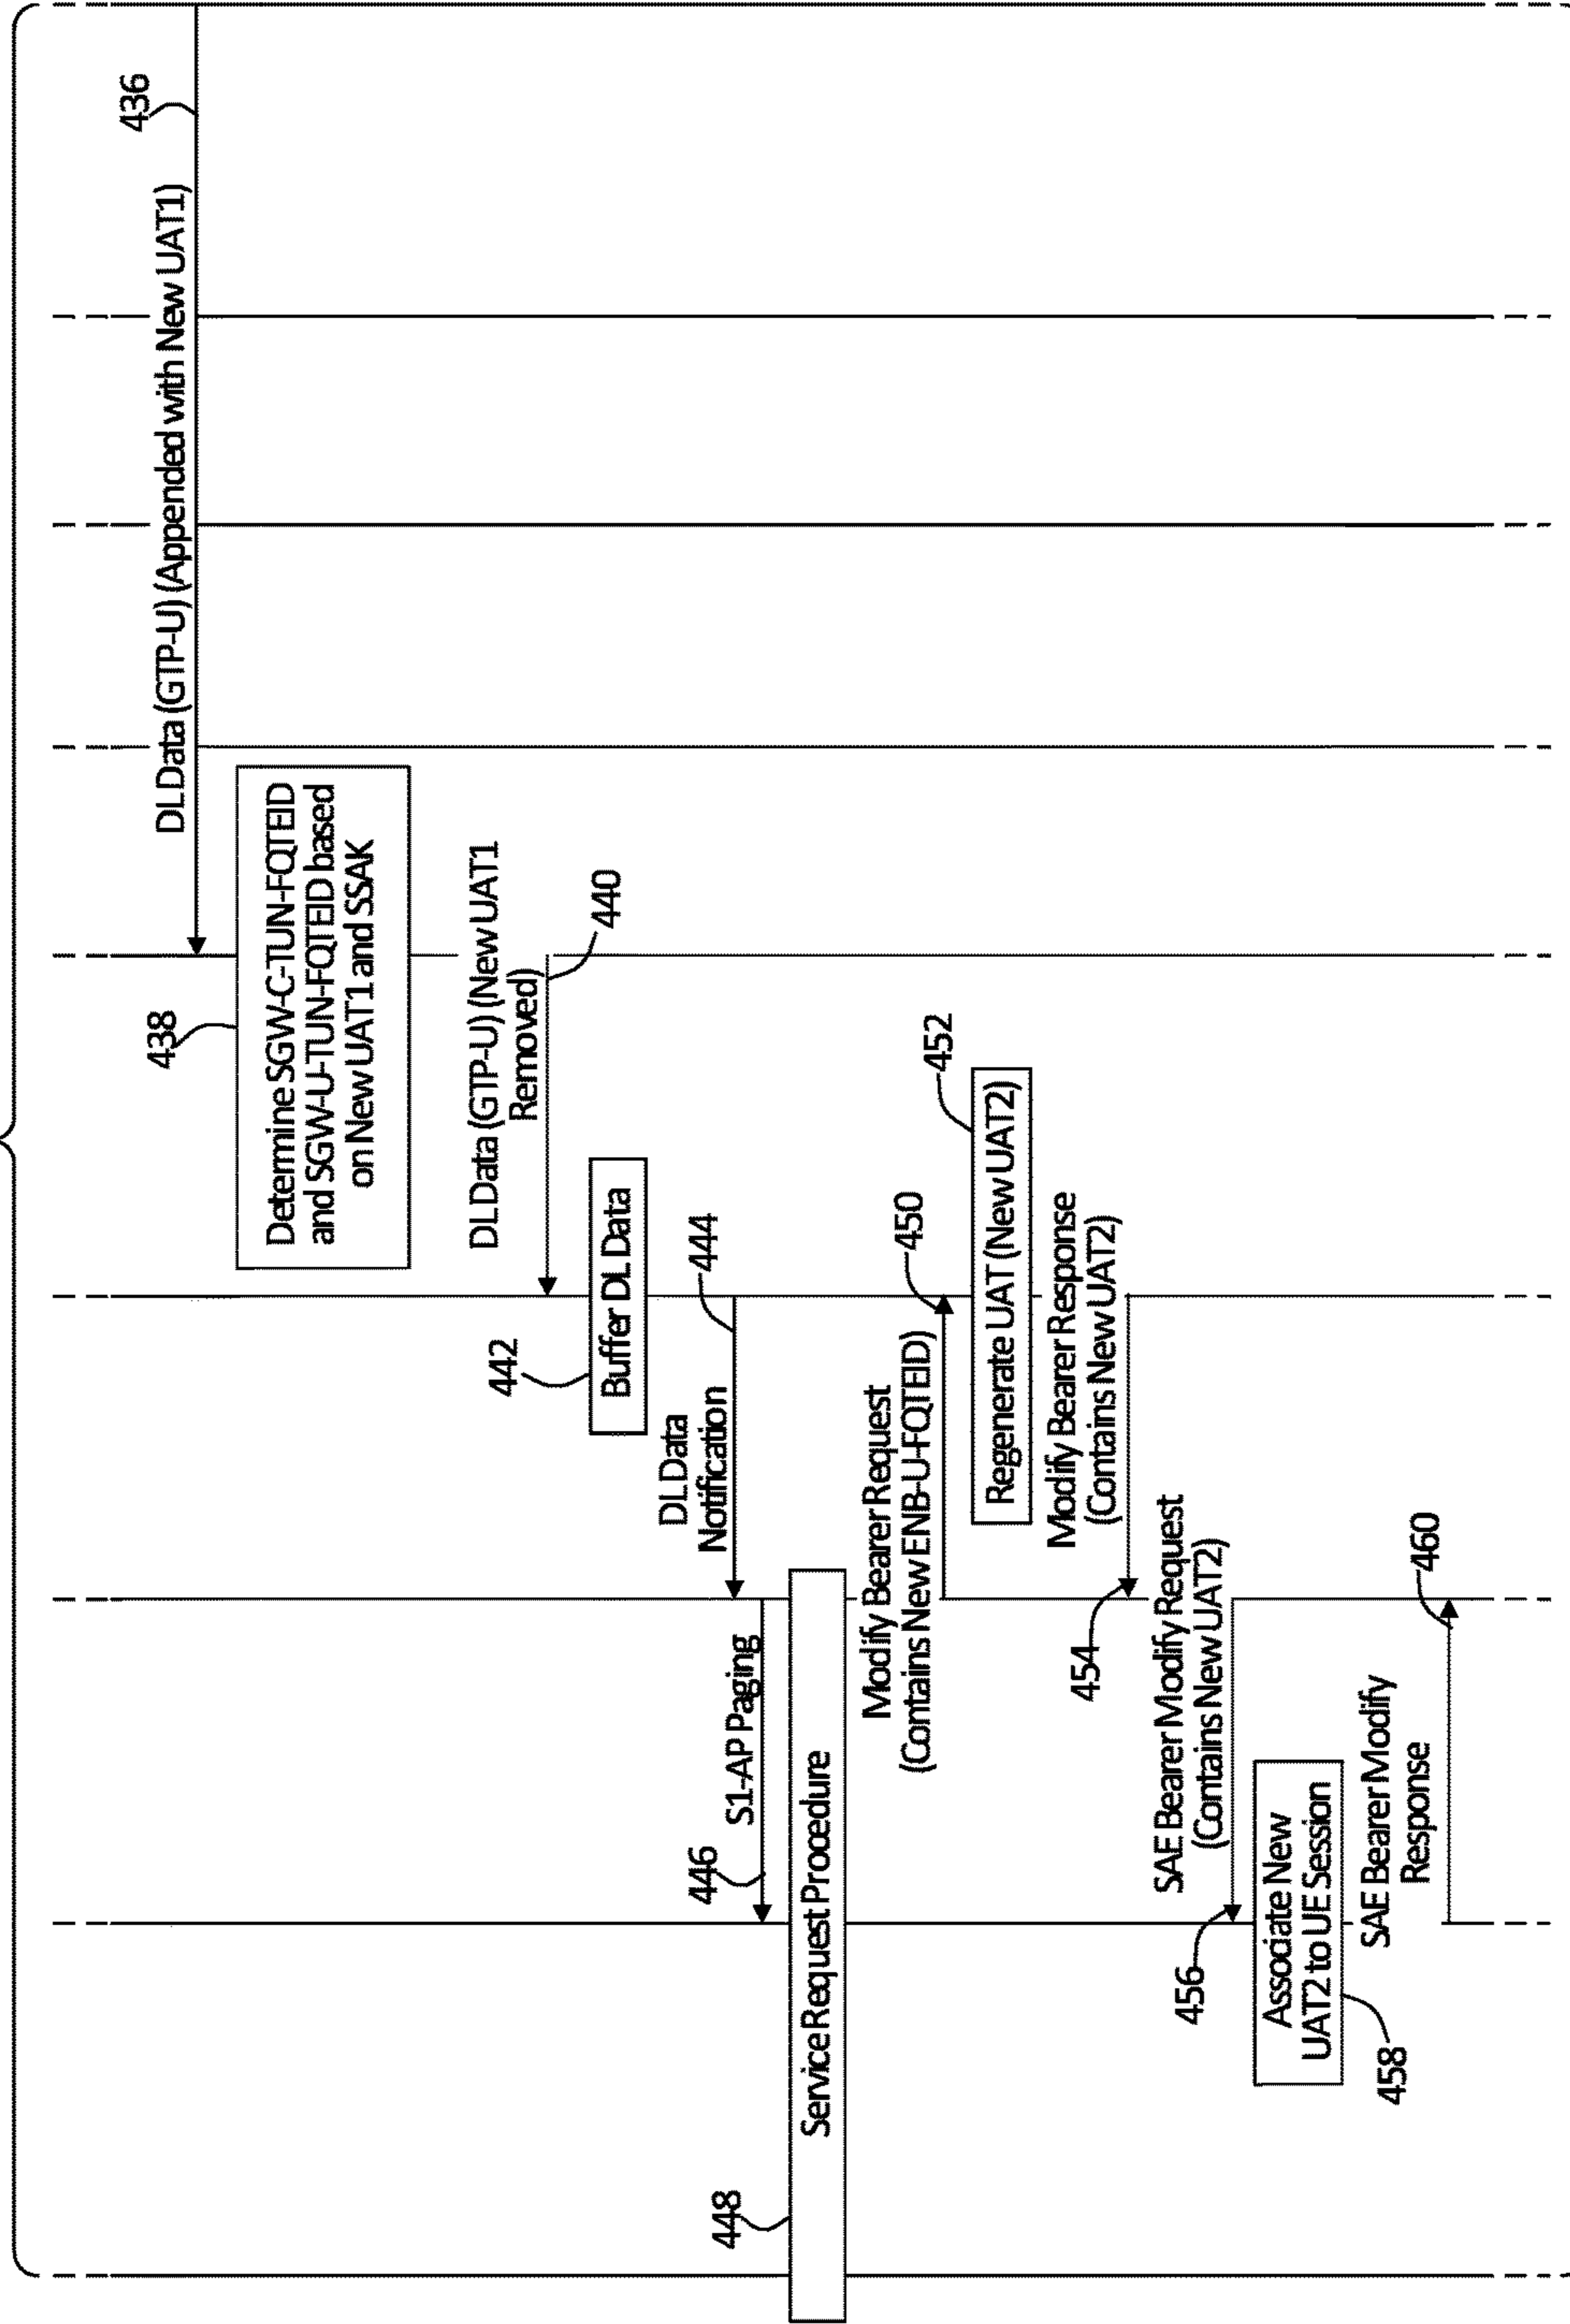 436
DL Data (GTP-U) (Appended with New UAT1)
438
Determine SGW-C-TUN-FQTEID
and SGW-U-TUN-FQTEID based
on New UAT1 and SSAK
DL Data (GTP-U) (New UAT1
Removed)
440
442
Buffer DL Data
DL Data
Notification
444
446
S1-AP Paging
448
Service Request Procedure
Modify Bearer Request
(Contains New ENB-U-FQTEID)
450
452
Regenerate UAT (New UAT2)
Modify Bearer Response
(Contains New UAT2)
454
SAE Bearer Modify Request
(Contains New UAT2)
456
Associate New
UAT2 to UE Session
458
SAE Bearer Modify
Response
460